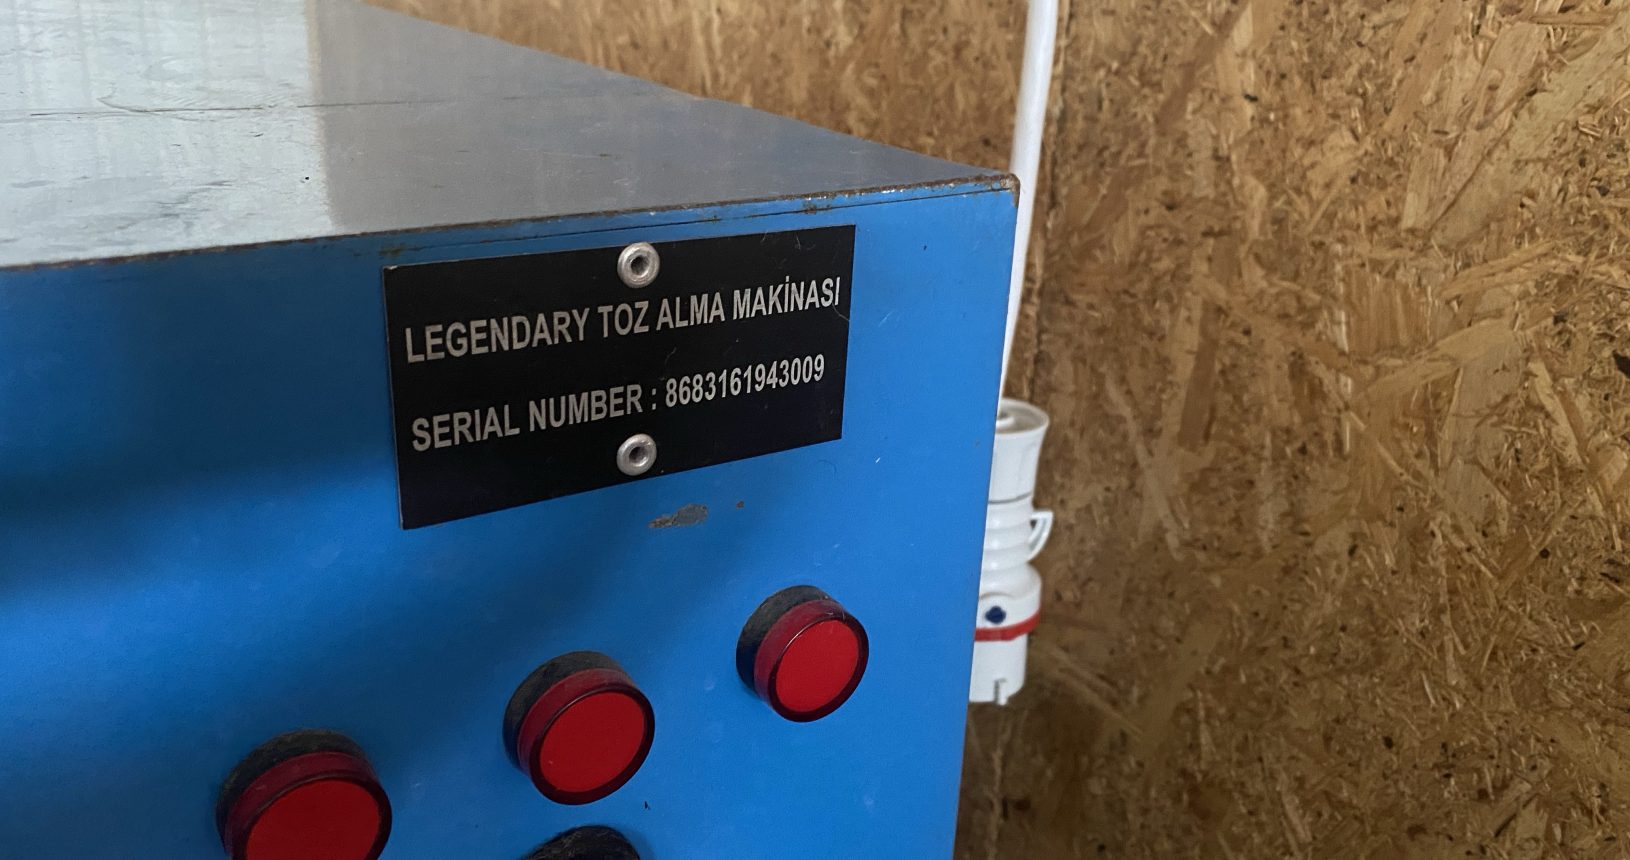 LEGENDARY TOZ ALMA MAKİNASI
SERIAL NUMBER : 8683161943009